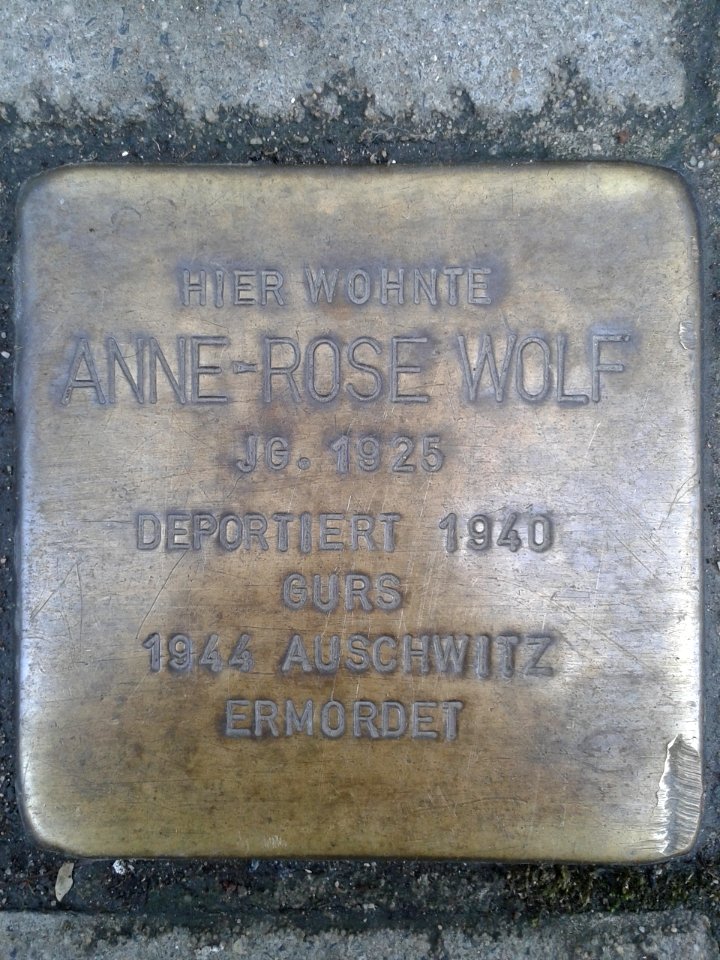 HIER WOHNTE
ANNE-ROSE WOLF
JG. 1925
DEPORTIERT 1940
GURS
1944 AUSCHWITZ
ERMORDET